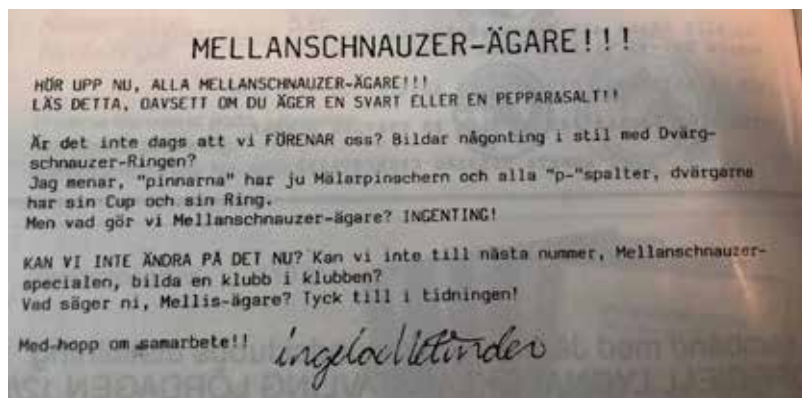 MELLANSCHNAUZER-ÄGARE!!!
HÖR UPP NU, ALLA MELLANSCHNAUZER-ÄGARE!!!
LÄS DETTA, OAVSETT OM DU ÄGER EN SVART ELLER EN PEPPAR&SALT!!
Är det inte dags att vi FÖRENAR oss? Bildar någonting i stil med Dvärg-
schnauzer-Ringen?
Jag menar, "pinnarna" har ju Mälarpinschern och alla "p-"spalter, dvärgarna
har sin Cup och sin Ring.
Men vad gör vi Mellanschnauzer-ägare? INGENTING!
KAN VI INTE ÄNDRA PÅ DET NU? Kan vi inte till nästa nummer, Mellanschnauzer-
specialen, bilda en klubb i klubben?
Vad säger ni, Mellis-ägare? Tyck till i tidningen!
Med hopp om samarbete!!